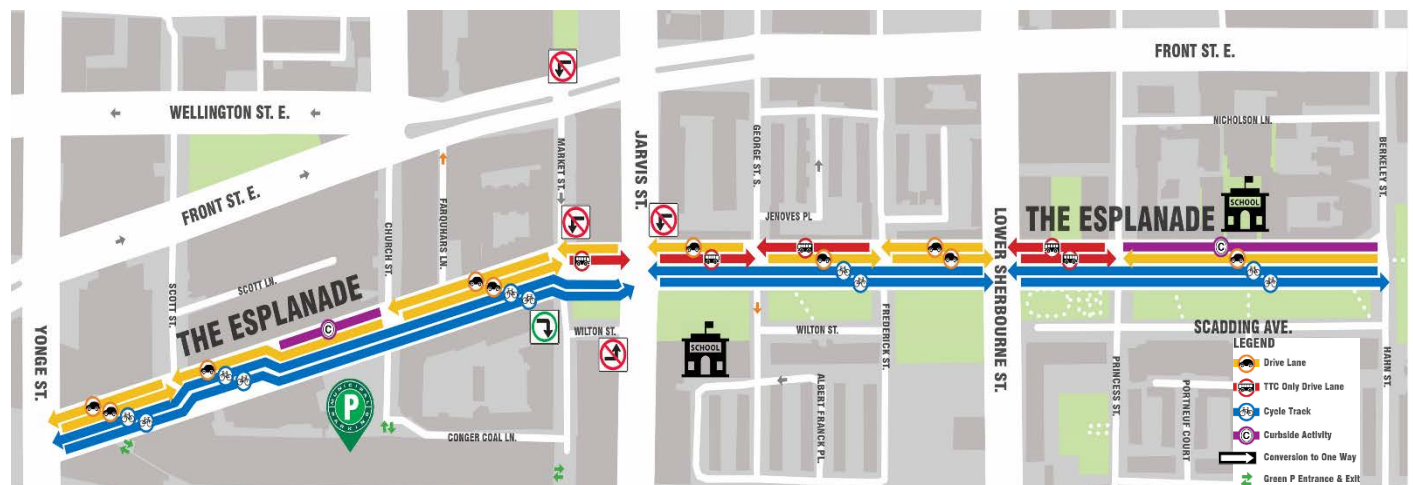 FRONT ST. E.
WELLINGTON ST. E.
NICHOLSON LN.
MARKET ST.
JARVIS ST.
GEORGE ST. S.
BERKELEY ST.
FRONT ST. E.
SCHOOL
JENOVES PL
THE ESPLANADE
CHURCH ST.
FARQUHARS LN.
LOWER SHERBOURNE ST.
C
SCOTT LN.
SCOTT ST.
THE ESPLANADE
C
YONGE ST.
WILTON ST.
WILTON ST.
FREDERICK ST.
SCADDING AVE.
SCHOOL
PRINCESS ST.
PORTNEUF COURT
HAHN ST.
ALBERT FRANCK PL.
MUNICIPAL PARKING
P
CONGER COAL LN.
LEGEND
Drive Lane
TTC Only Drive Lane
Cycle Track
C Curbside Activity
Conversion to One Way
Green P Entrance & Exit